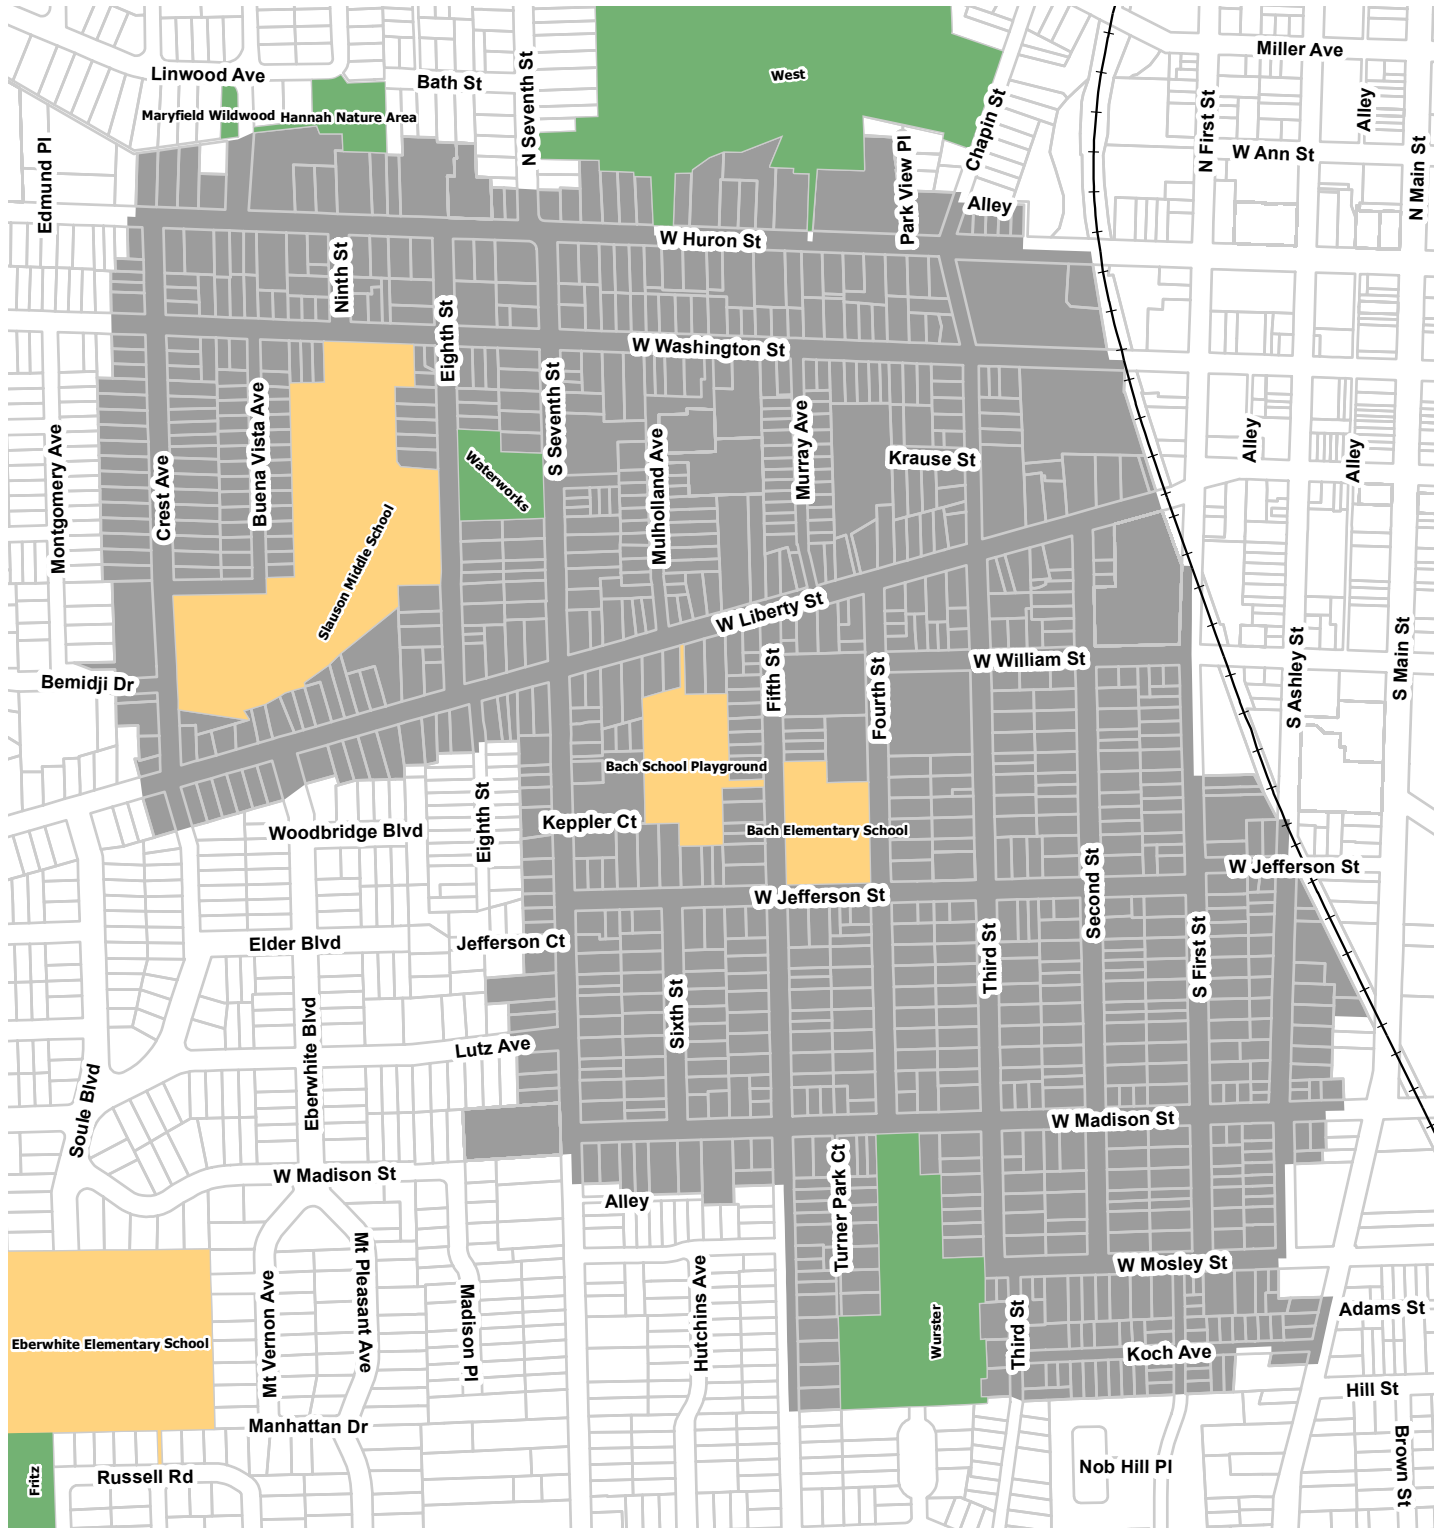 Miller Ave
Linwood Ave
West
Bath St
N Seventh St
Maryfield Wildwood
Hannah Nature Area
Chapin St
N First St
Alley
W Ann St
N Main St
Edmund Pl
Park View Pl
Alley
W Huron St
Ninth St
Eighth St
W Washington St
Buena Vista Ave
S Seventh St
Murray Ave
Mulholland Ave
Krause St
Alley
Alley
Montgomery Ave
Crest Ave
Waterworks
Slauson Middle School
W Liberty St
Fifth St
Fourth St
W William St
S Ashley St
S Main St
Bemidji Dr
Bach School Playground
Keppler Ct
Bach Elementary School
Eighth St
Woodbridge Blvd
W Jefferson St
W Jefferson St
Second St
Elder Blvd
Jefferson Ct
Third St
S First St
Sixth St
Eberwhite Blvd
Lutz Ave
Soule Blvd
W Madison St
W Madison St
Alley
Turner Park Ct
W Mosley St
Mt Pleasant Ave
Mt Vernon Ave
Madison Pl
Hutchins Ave
Wurster
Third St
Adams St
Eberwhite Elementary School
Koch Ave
Hill St
Manhattan Dr
Brown St
Nob Hill Pl
Russell Rd
Fritz